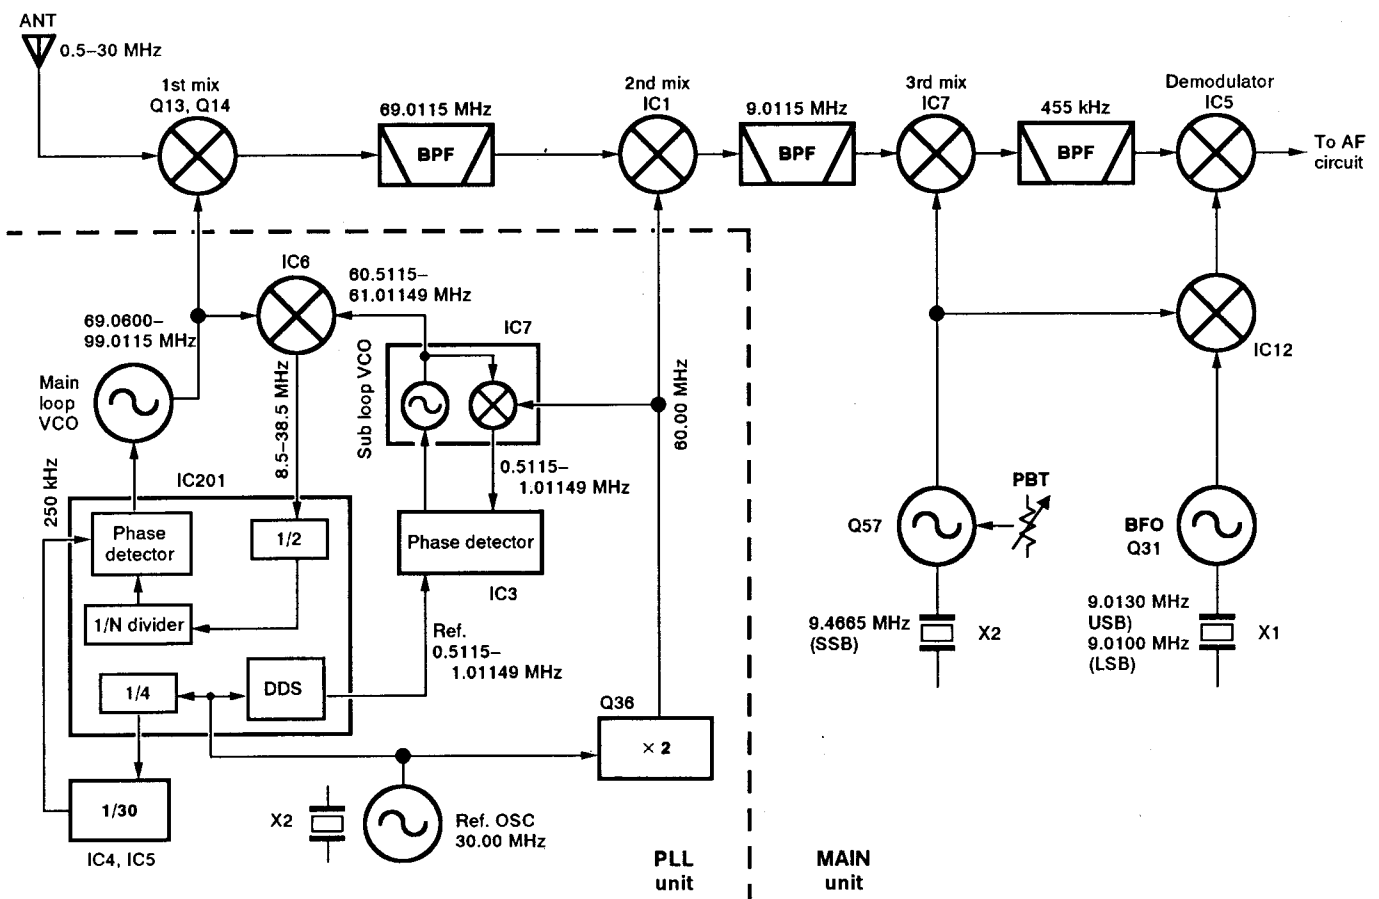 ANT
0.5–30 MHz
1st mix
Q13, Q14
69.0115 MHz
BPF
2nd mix
IC1
9.0115 MHz
BPF
3rd mix
IC7
455 kHz
BPF
Demodulator
IC5
To AF
circuit
IC6
60.5115–
61.01149 MHz
69.0600–
99.0115 MHz
Main
loop
VCO
8.5–38.5 MHz
Sub loop VCO
IC7
60.00 MHz
0.5115–
1.01149 MHz
250 kHz
IC201
Phase
detector
1/2
1/N divider
1/4
DDS
Phase detector
IC3
Ref.
0.5115–
1.01149 MHz
Q36
× 2
1/30
IC4, IC5
X2
Ref. OSC
30.00 MHz
PLL
unit
MAIN
unit
IC12
Q57
PBT
9.4665 MHz
(SSB)
X2
BFO
Q31
9.0130 MHz
USB)
9.0100 MHz
(LSB)
X1